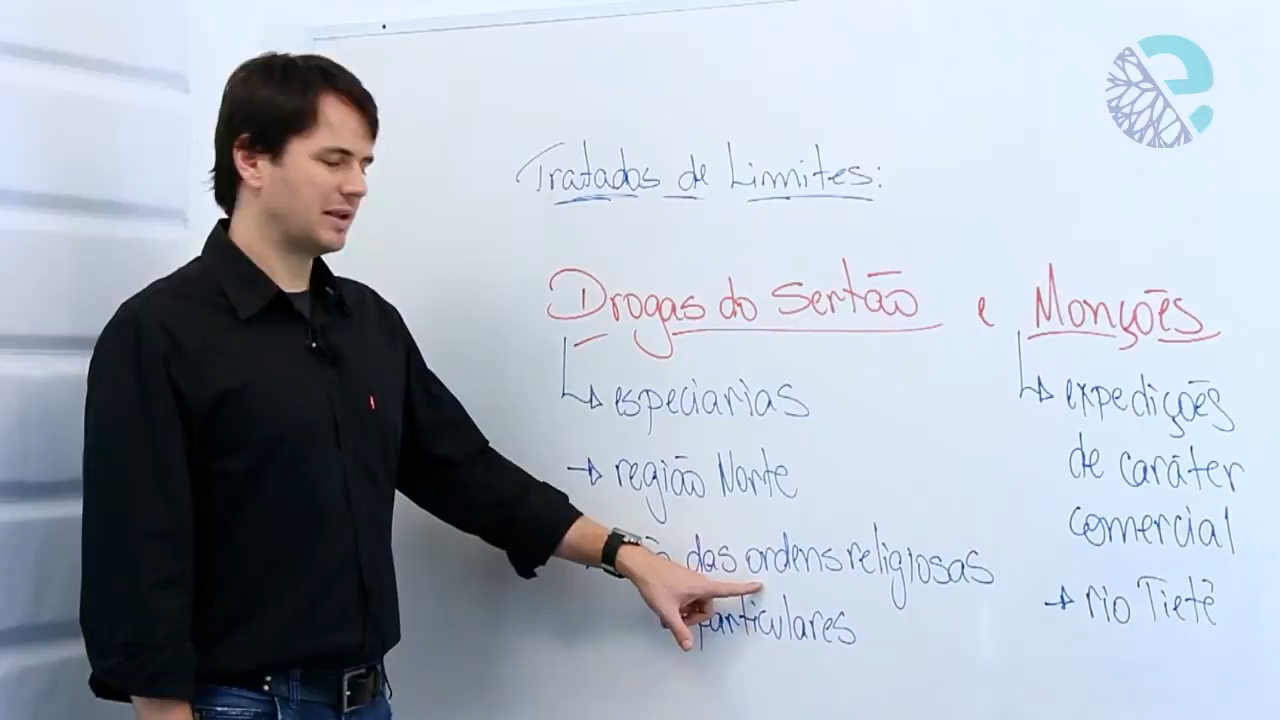 Tratados de Limites:
Drogas do Sertão e Monções
especiarias
região Norte
das ordens religiosas
particulares
expedições
de caráter
comercial
rio Tietê